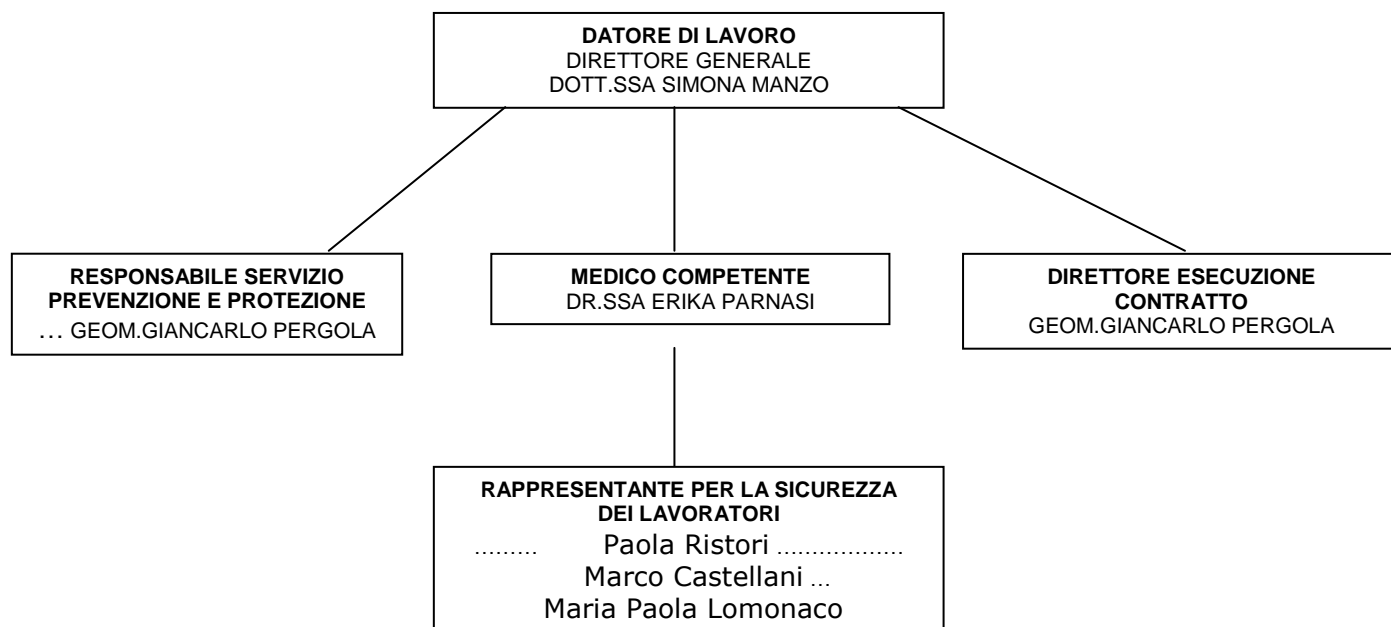 DATORE DI LAVORO
DIRETTORE GENERALE
DOTT.SSA SIMONA MANZO
RESPONSABILE SERVIZIO
PREVENZIONE E PROTEZIONE
... GEOM.GIANCARLO PERGOLA
MEDICO COMPETENTE
DR.SSA ERIKA PARNASI
DIRETTORE ESECUZIONE
CONTRATTO
GEOM.GIANCARLO PERGOLA
RAPPRESENTANTE PER LA SICUREZZA
DEI LAVORATORI
......... Paola Ristori ..................
Marco Castellani ...
Maria Paola Lomonaco